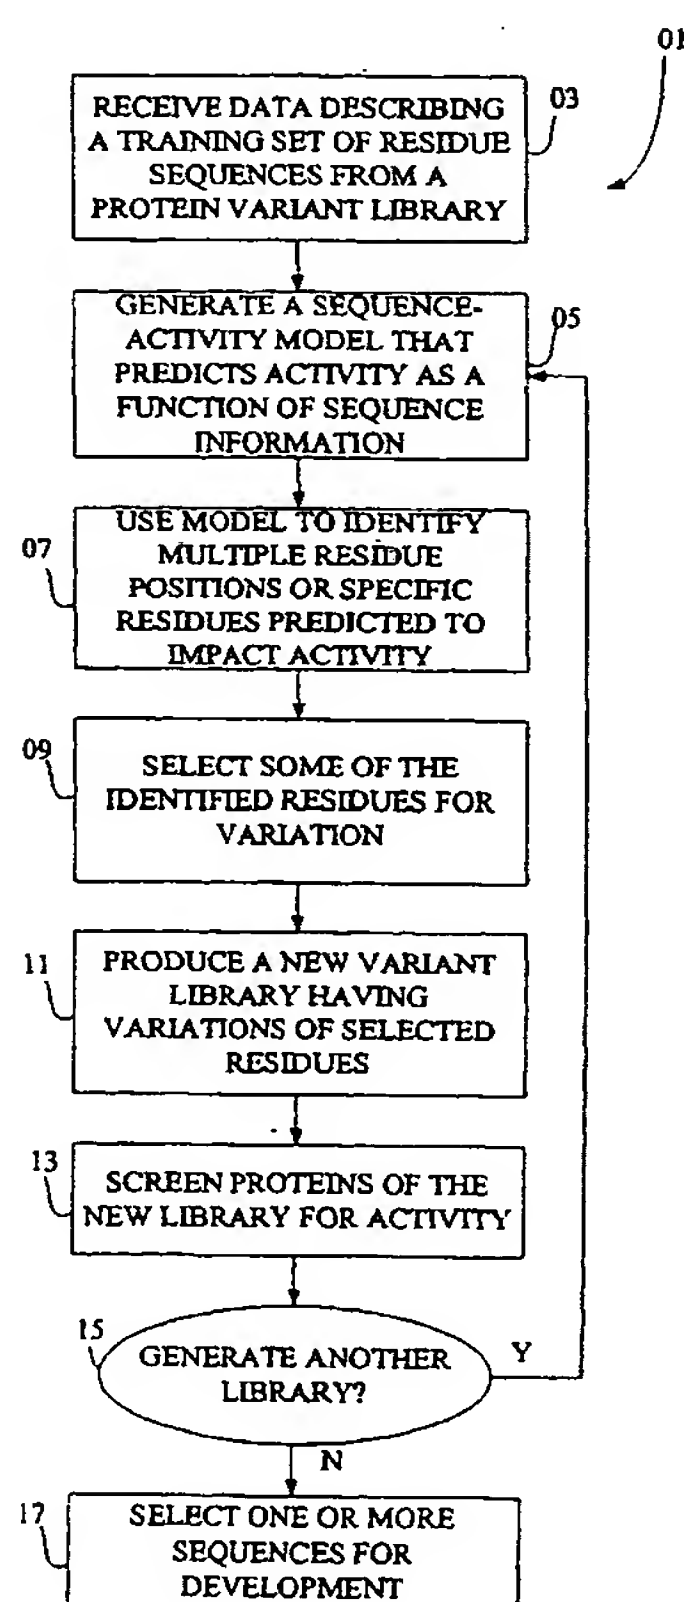 01
RECEIVE DATA DESCRIBING
A TRAINING SET OF RESIDUE
SEQUENCES FROM A
PROTEIN VARIANT LIBRARY
03
GENERATE A SEQUENCE-
ACTIVITY MODEL THAT
PREDICTS ACTIVITY AS A
FUNCTION OF SEQUENCE
INFORMATION
05
07
USE MODEL TO IDENTIFY
MULTIPLE RESIDUE
POSITIONS OR SPECIFIC
RESIDUES PREDICTED TO
IMPACT ACTIVITY
09
SELECT SOME OF THE
IDENTIFIED RESIDUES FOR
VARIATION
11
PRODUCE A NEW VARIANT
LIBRARY HAVING
VARIATIONS OF SELECTED
RESIDUES
13
SCREEN PROTEINS OF THE
NEW LIBRARY FOR ACTIVITY
15
GENERATE ANOTHER
LIBRARY?
Y
N
17
SELECT ONE OR MORE
SEQUENCES FOR
DEVELOPMENT